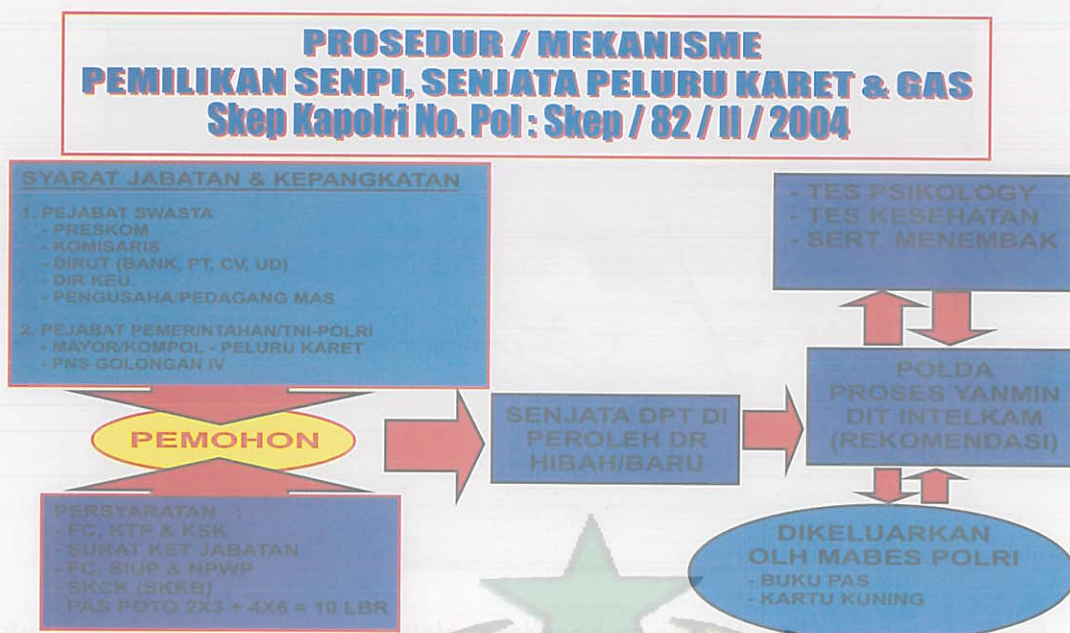 PROSEDUR / MEKANISME
PEMILIKAN SENPI, SENJATA PELURU KARET & GAS
Skep Kapolri No. Pol : Skep / 82 / II / 2004
SYARAT JABATAN & KEPANGKATAN
1. PEJABAT SWASTA
- PRESKOM
- KOMISARIS
- DIRUT (BANK, PT, CV, UD)
- DIR KEU.
- PENGUSAHA/PEDAGANG MAS
2. PEJABAT PEMERINTAHAN/TNI-POLRI
- MAYOR/KOMPOL - PELURU KARET
- PNS GOLONGAN IV
PEMOHON
PERSYARATAN
- FC, KTP & KSK
- SURAT KET JABATAN
- FC, SIUP & NPWP
- SKCK (SKKB)
- PAS POTO 2X3 + 4X6 = 10 LBR
SENJATA DPT DI
PEROLEH DR
HIBAH/BARU
- TES PSIKOLOGY
- TES KESEHATAN
- SERT. MENEMBAK
POLDA
PROSES YANMIN
DIT INTELKAM
(REKOMENDASI)
DIKELUARKAN
OLH MABES POLRI
- BUKU PAS
- KARTU KUNING